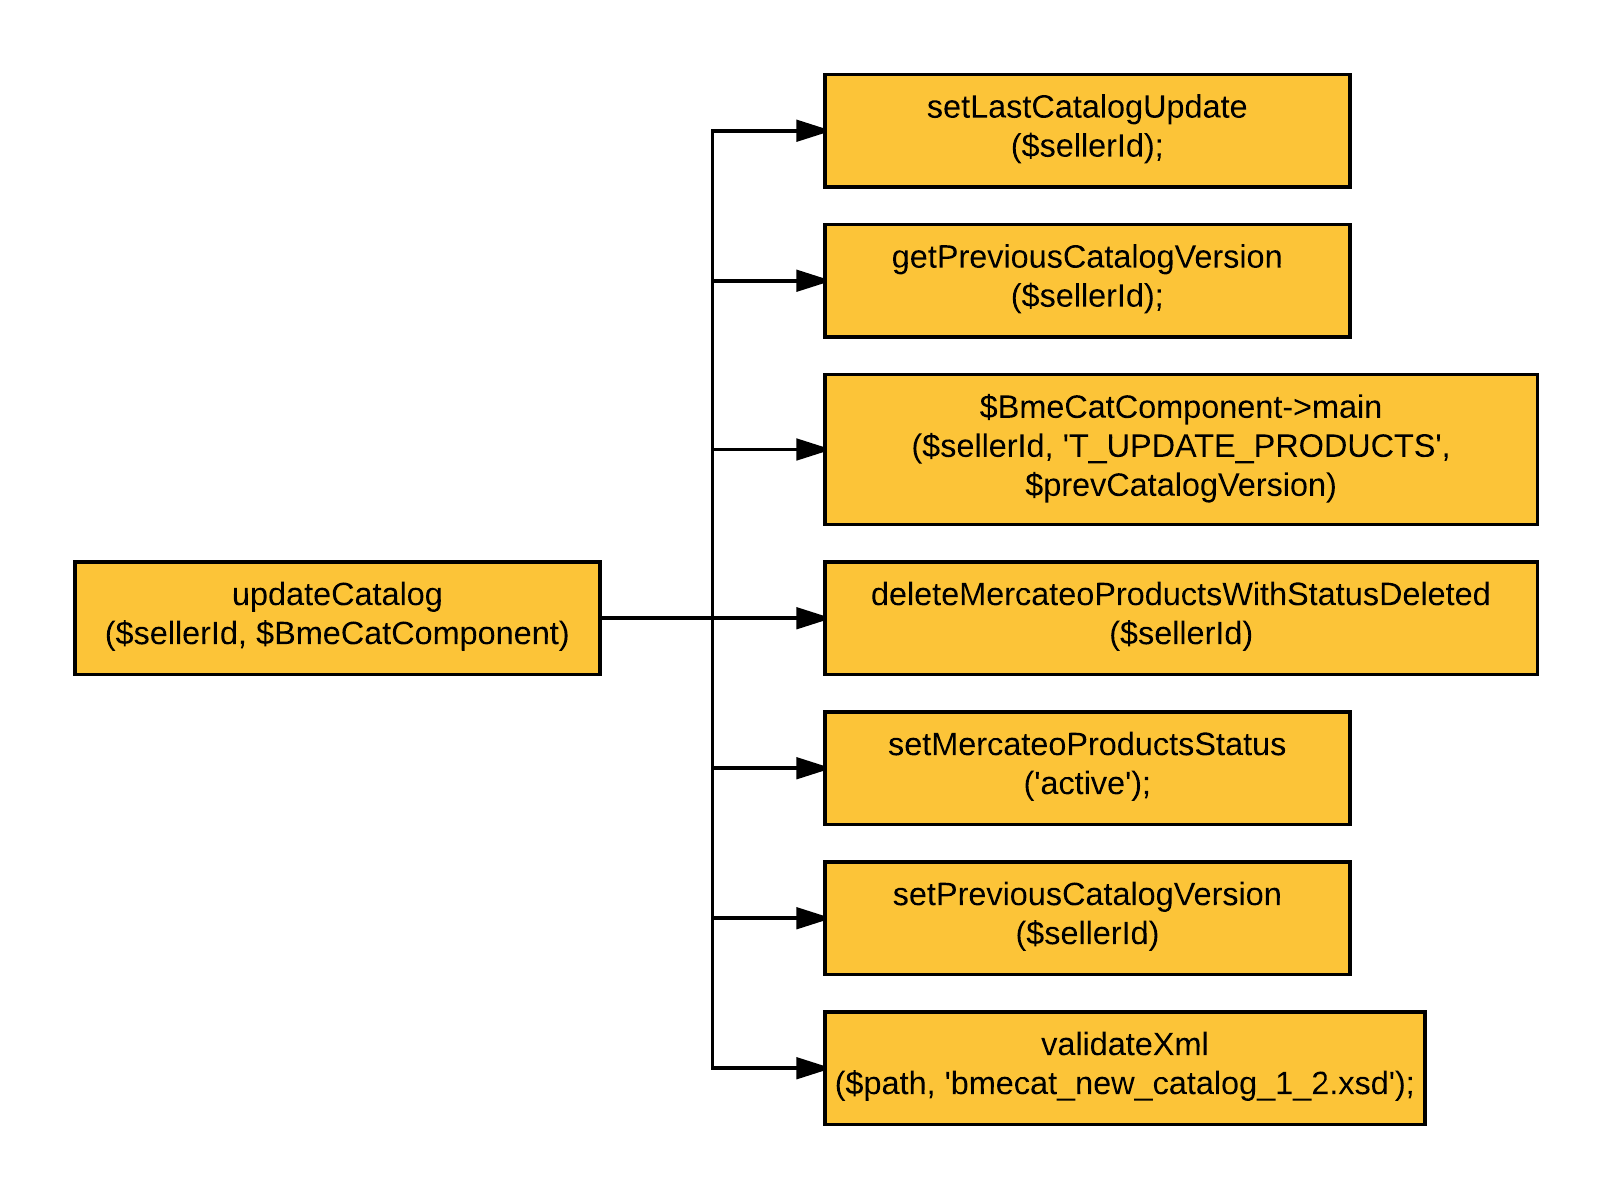 setLastCatalogUpdate
($sellerId);
getPreviousCatalogVersion
($sellerId);
$BmeCatComponent->main
($sellerId, 'T_UPDATE_PRODUCTS',
$prevCatalogVersion)
updateCatalog
($sellerId, $BmeCatComponent)
deleteMercateoProductsWithStatusDeleted
($sellerId)
setMercateoProductsStatus
('active');
setPreviousCatalogVersion
($sellerId)
validateXml
($path, 'bmecat_new_catalog_1_2.xsd');